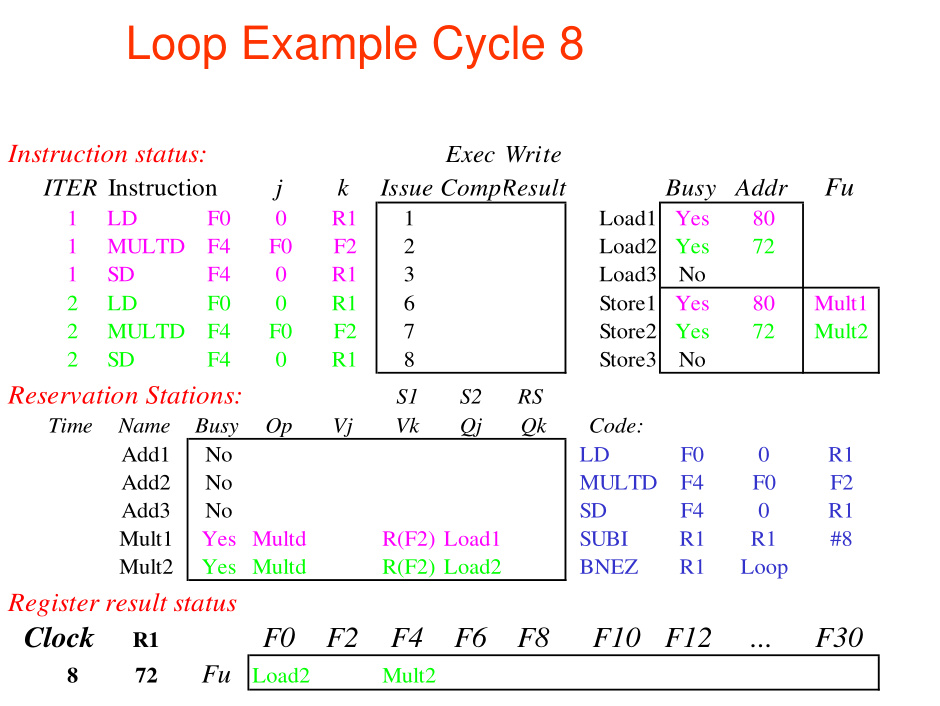 Loop Example Cycle 8
Instruction status: Exec Write
ITER Instruction j k Issue CompResult Busy Addr Fu
1 LD F0 0 R1 1 Load1 Yes 80
1 MULTD F4 F0 F2 2 Load2 Yes 72
1 SD F4 0 R1 3 Load3 No
2 LD F0 0 R1 6 Store1 Yes 80 Mult1
2 MULTD F4 F0 F2 7 Store2 Yes 72 Mult2
2 SD F4 0 R1 8 Store3 No
Reservation Stations: S1 S2 RS
Time Name Busy Op Vj Vk Qj Qk Code:
Add1 No LD F0 0 R1
Add2 No MULTD F4 F0 F2
Add3 No SD F4 0 R1
Mult1 Yes Multd R(F2) Load1 SUBI R1 R1 #8
Mult2 Yes Multd R(F2) Load2 BNEZ R1 Loop
Register result status
Clock R1 F0 F2 F4 F6 F8 F10 F12 ... F30
8 72 Fu Load2 Mult2